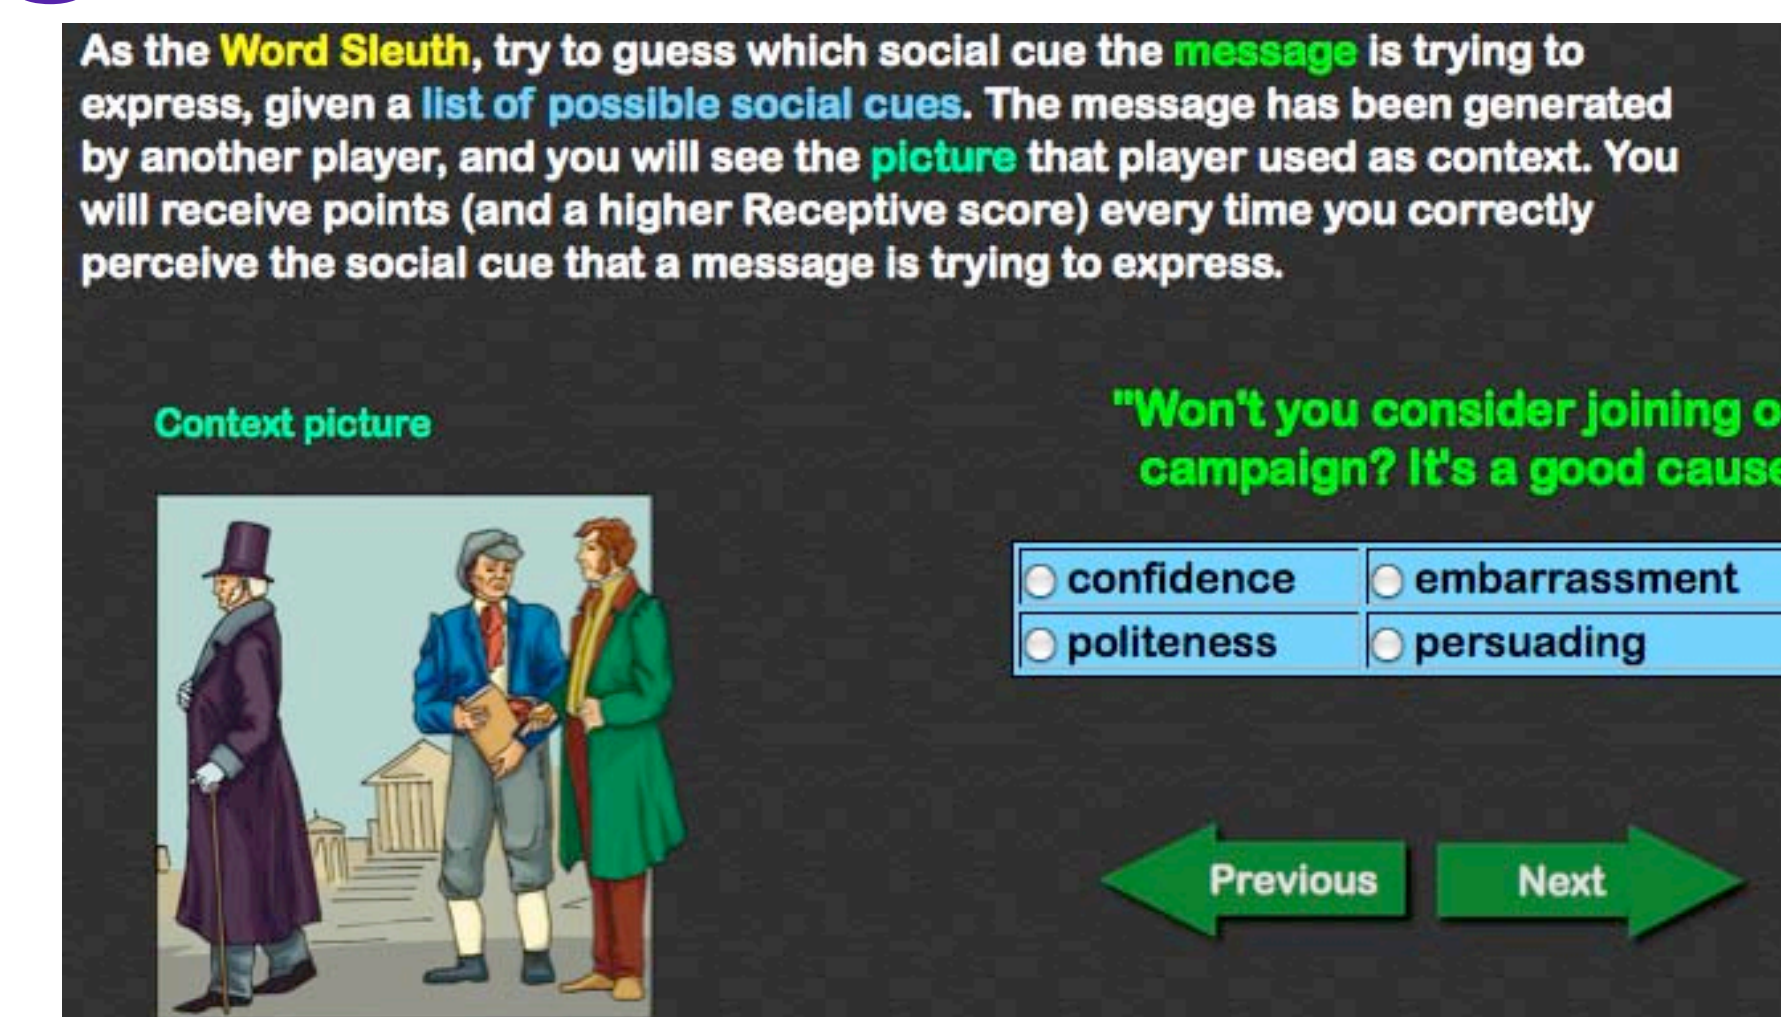 As the Word Sleuth, try to guess which social cue the message is trying to
express, given a list of possible social cues. The message has been generated
by another player, and you will see the picture that player used as context. You
will receive points (and a higher Receptive score) every time you correctly
perceive the social cue that a message is trying to express.
Context picture
"Won't you consider joining
campaign? It's a good cause
confidence embarrassment
politeness persuading
Previous Next